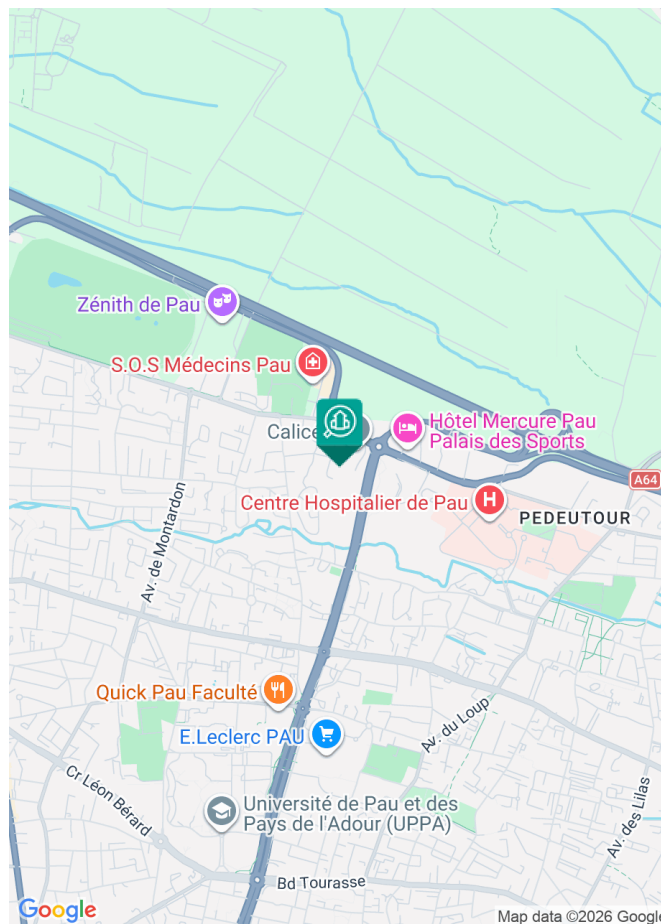 Zénith de Pau
S.O.S Médecins Pau
Calice
Hôtel Mercure Pau
Palais des Sports
A64
Centre Hospitalier de Pau
PEDEUTOUR
Av. de Montardon
Quick Pau Faculté
E.Leclerc PAU
Av. du Loup
Cr Léon Bérard
Université de Pau et des
Pays de l'Adour (UPPA)
Av. des Lilas
Bd Tourasse
Google
Map data ©2026 Google